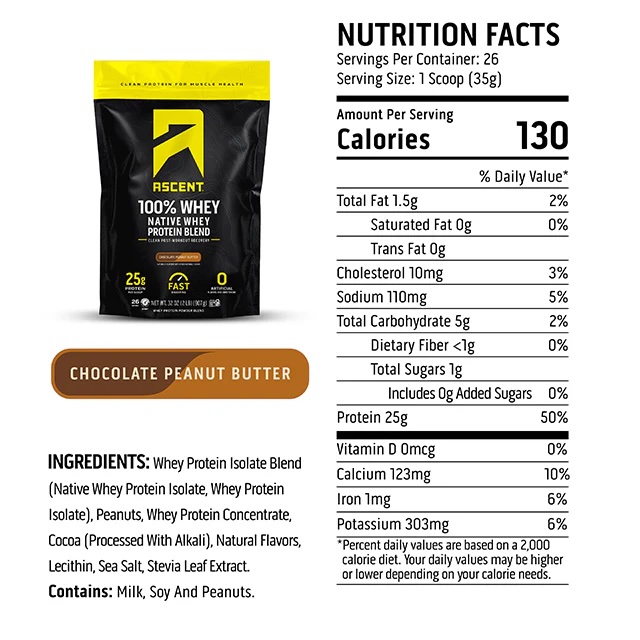 CLEAN PROTEIN FOR MUSCLE HEALTH
ASCENT
100% WHEY
NATIVE WHEY
PROTEIN BLEND
CLEAN POST-WORKOUT RECOVERY
CHOCOLATE PEANUT BUTTER
25g
PROTEIN
FAST
DIGESTING
0
ARTIFICIAL
26
NET WT. 32 OZ (2 LB) (907g)
WHEY PROTEIN POWDER BLEND
CHOCOLATE PEANUT BUTTER
INGREDIENTS: Whey Protein Isolate Blend
(Native Whey Protein Isolate, Whey Protein
Isolate), Peanuts, Whey Protein Concentrate,
Cocoa (Processed With Alkali), Natural Flavors,
Lecithin, Sea Salt, Stevia Leaf Extract.
Contains: Milk, Soy And Peanuts.
NUTRITION FACTS
Servings Per Container: 26
Serving Size: 1 Scoop (35g)
Amount Per Serving
Calories 130
% Daily Value*
Total Fat 1.5g 2%
Saturated Fat 0g 0%
Trans Fat 0g
Cholesterol 10mg 3%
Sodium 110mg 5%
Total Carbohydrate 5g 2%
Dietary Fiber <1g 0%
Total Sugars 1g
Includes 0g Added Sugars 0%
Protein 25g 50%
Vitamin D 0mcg 0%
Calcium 123mg 10%
Iron 1mg 6%
Potassium 303mg 6%
*Percent daily values are based on a 2,000
calorie diet. Your daily values may be higher
or lower depending on your calorie needs.